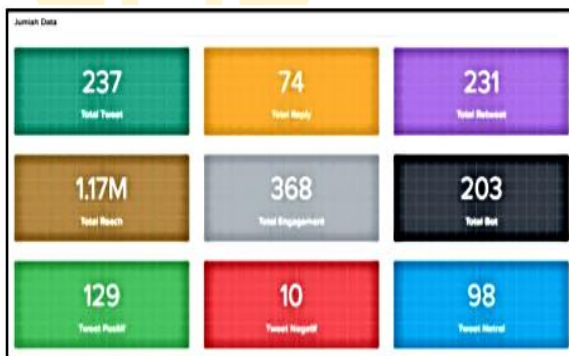 Jumlah Data
237
Total Tweet
74
Total Reply
231
Total Retweet
1.17M
Total Reach
368
Total Engagement
203
Total Bot
129
Tweet Positif
10
Tweet Negatif
98
Tweet Netral